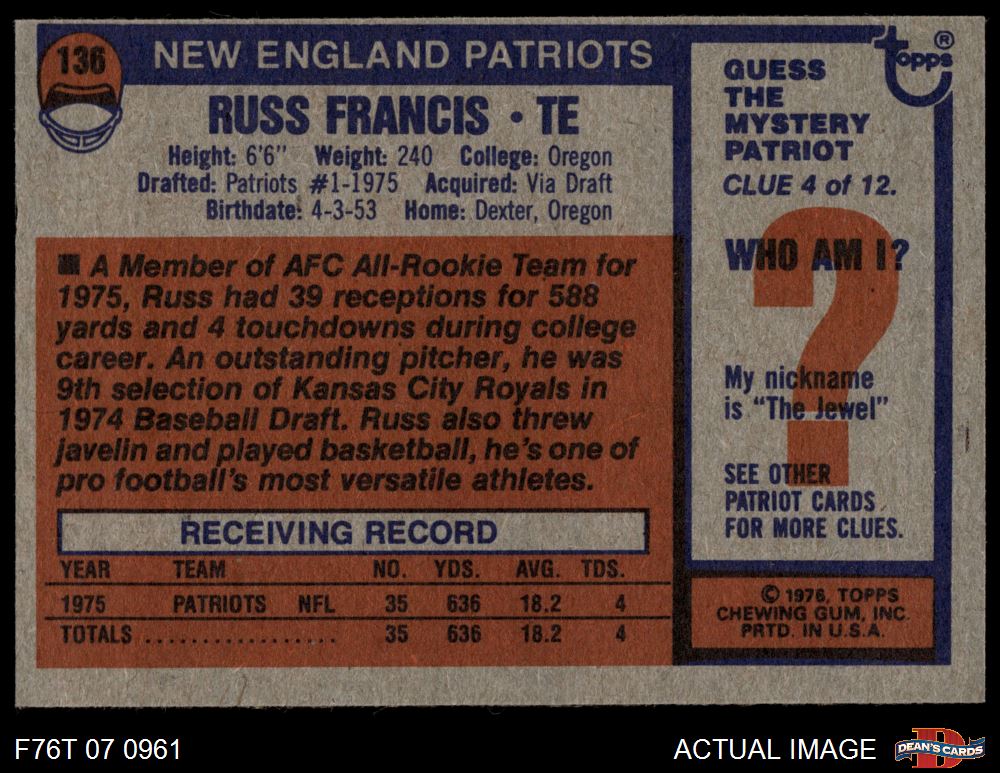 136
NEW ENGLAND PATRIOTS
RUSS FRANCIS • TE
Height: 6'6" Weight: 240 College: Oregon
Drafted: Patriots #1-1975 Acquired: Via Draft
Birthdate: 4-3-53 Home: Dexter, Oregon
■ A Member of AFC All-Rookie Team for
1975, Russ had 39 receptions for 588
yards and 4 touchdowns during college
career. An outstanding pitcher, he was
9th selection of Kansas City Royals in
1974 Baseball Draft. Russ also threw
javelin and played basketball, he's one of
pro football's most versatile athletes.
RECEIVING RECORD
YEAR TEAM NO. YDS. AVG. TDS.
1975 PATRIOTS NFL 35 636 18.2 4
TOTALS .................. 35 636 18.2 4
topps ®
GUESS
THE
MYSTERY
PATRIOT
CLUE 4 of 12.
WHO AM I?
?
My nickname
is "The Jewel"
SEE OTHER
PATRIOT CARDS
FOR MORE CLUES.
© 1976, TOPPS
CHEWING GUM, INC.
PRTD. IN U.S.A.
F76T 07 0961
ACTUAL IMAGE
D
DEAN'S CARDS